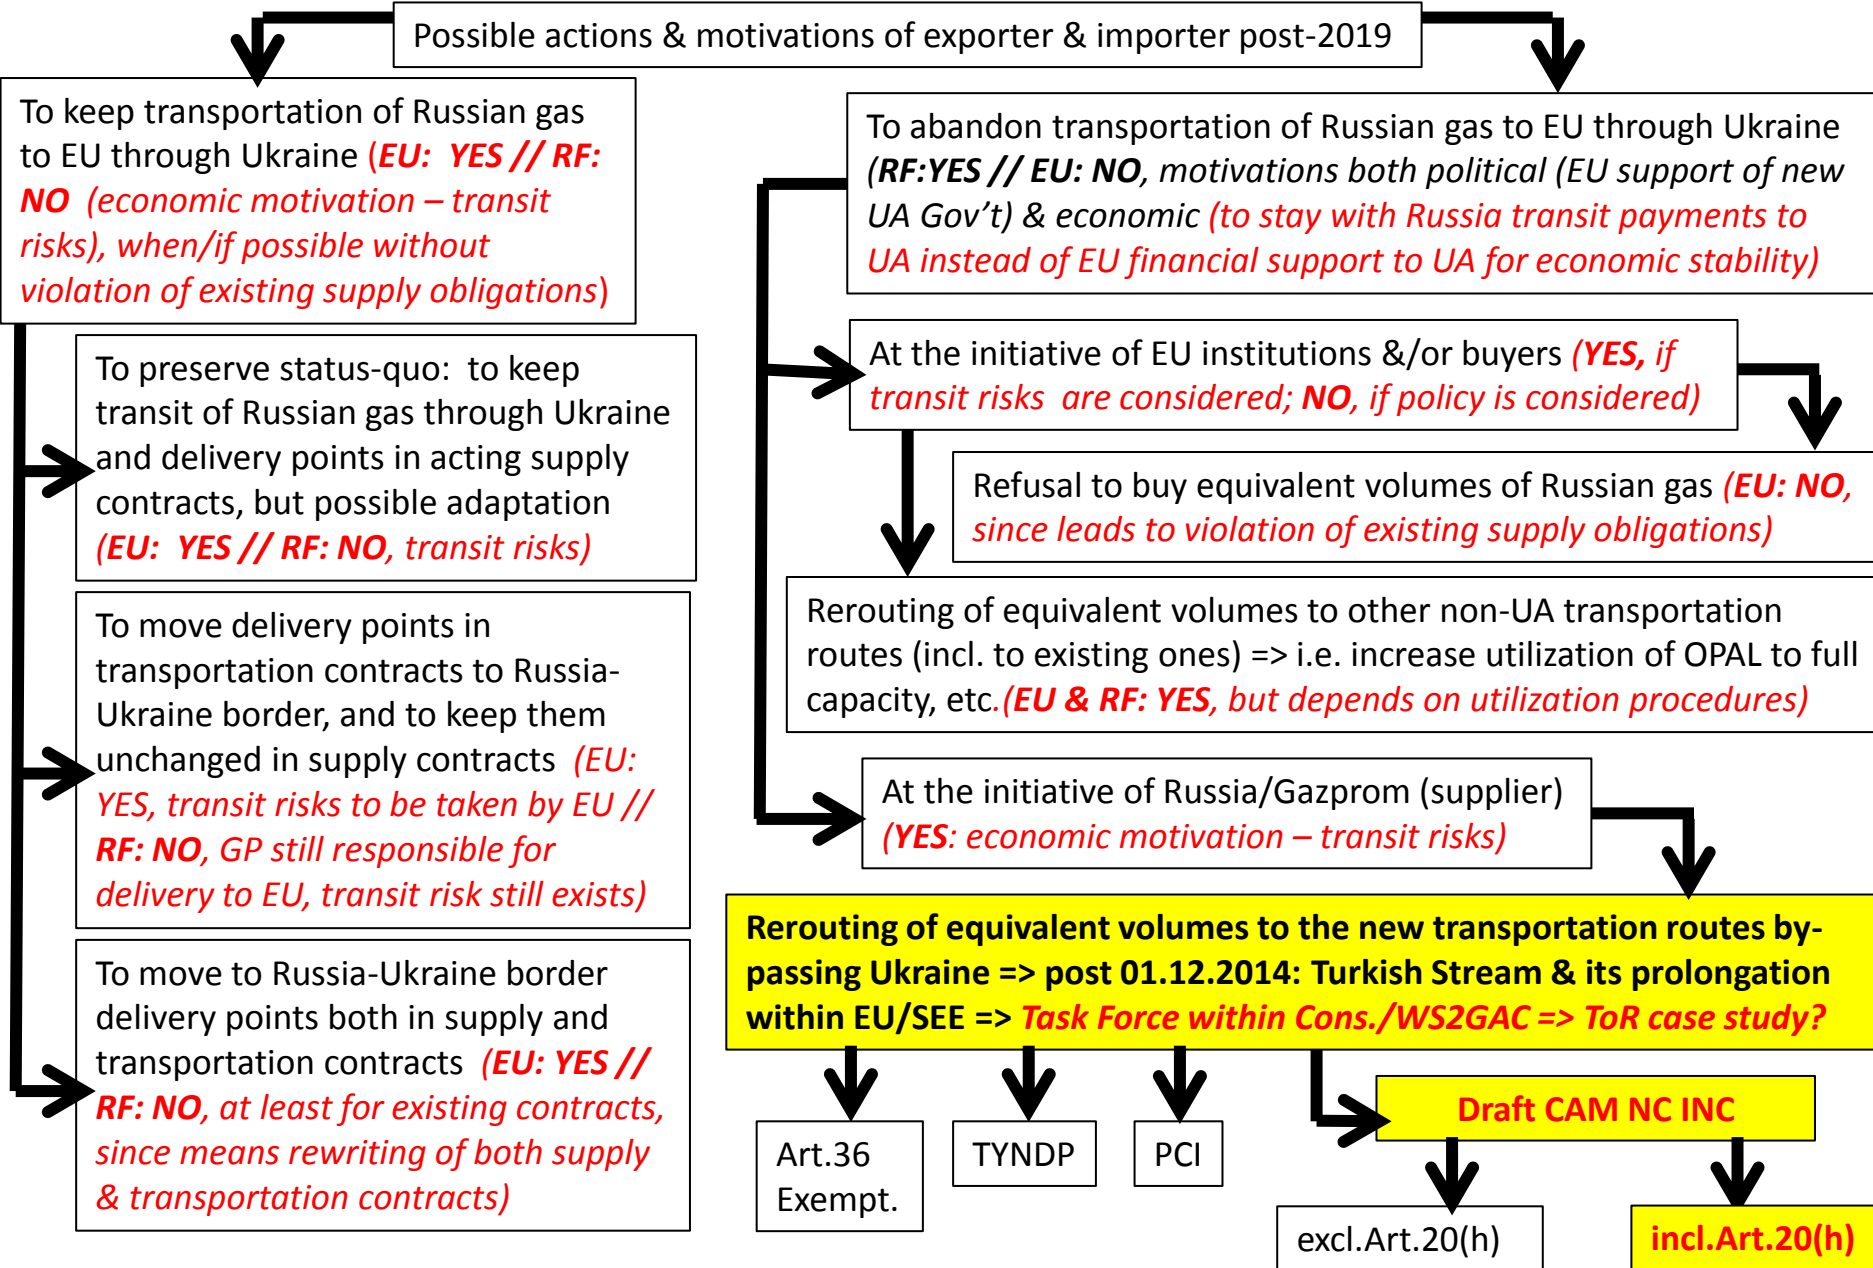 Possible actions & motivations of exporter & importer post-2019
To keep transportation of Russian gas
to EU through Ukraine (EU: YES // RF:
NO (economic motivation – transit
risks), when/if possible without
violation of existing supply obligations)
To preserve status-quo: to keep
transit of Russian gas through Ukraine
and delivery points in acting supply
contracts, but possible adaptation
(EU: YES // RF: NO, transit risks)
To move delivery points in
transportation contracts to Russia-
Ukraine border, and to keep them
unchanged in supply contracts (EU:
YES, transit risks to be taken by EU //
RF: NO, GP still responsible for
delivery to EU, transit risk still exists)
To move to Russia-Ukraine border
delivery points both in supply and
transportation contracts (EU: YES //
RF: NO, at least for existing contracts,
since means rewriting of both supply
& transportation contracts)
To abandon transportation of Russian gas to EU through Ukraine
(RF:YES // EU: NO, motivations both political (EU support of new
UA Gov’t) & economic (to stay with Russia transit payments to
UA instead of EU financial support to UA for economic stability)
At the initiative of EU institutions &/or buyers (YES, if
transit risks are considered; NO, if policy is considered)
Refusal to buy equivalent volumes of Russian gas (EU: NO,
since leads to violation of existing supply obligations)
Rerouting of equivalent volumes to other non-UA transportation
routes (incl. to existing ones) => i.e. increase utilization of OPAL to full
capacity, etc.(EU & RF: YES, but depends on utilization procedures)
At the initiative of Russia/Gazprom (supplier)
(YES: economic motivation – transit risks)
Rerouting of equivalent volumes to the new transportation routes by-
passing Ukraine => post 01.12.2014: Turkish Stream & its prolongation
within EU/SEE => Task Force within Cons./WS2GAC => ToR case study?
Art.36
Exempt.
TYNDP
PCI
Draft CAM NC INC
excl.Art.20(h)
incl.Art.20(h)